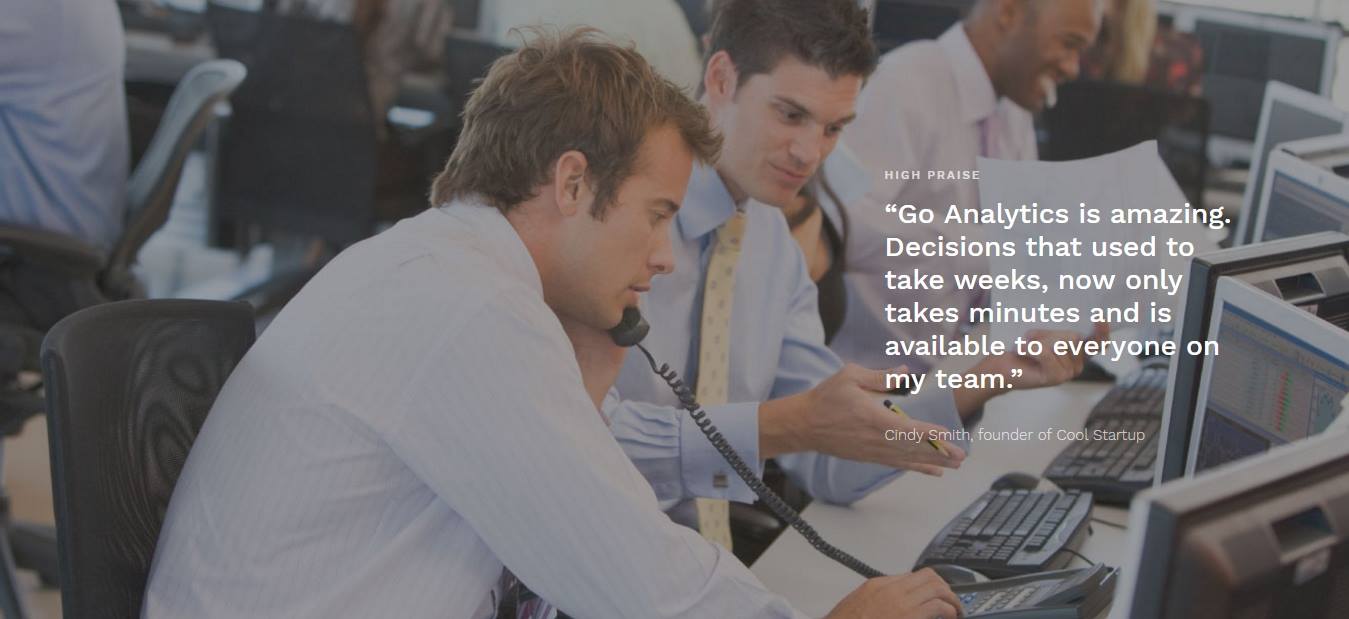 HIGH PRAISE
“Go Analytics is amazing.
Decisions that used to
take weeks, now only
takes minutes and is
available to everyone on
my team.”
Cindy Smith, founder of Cool Startup